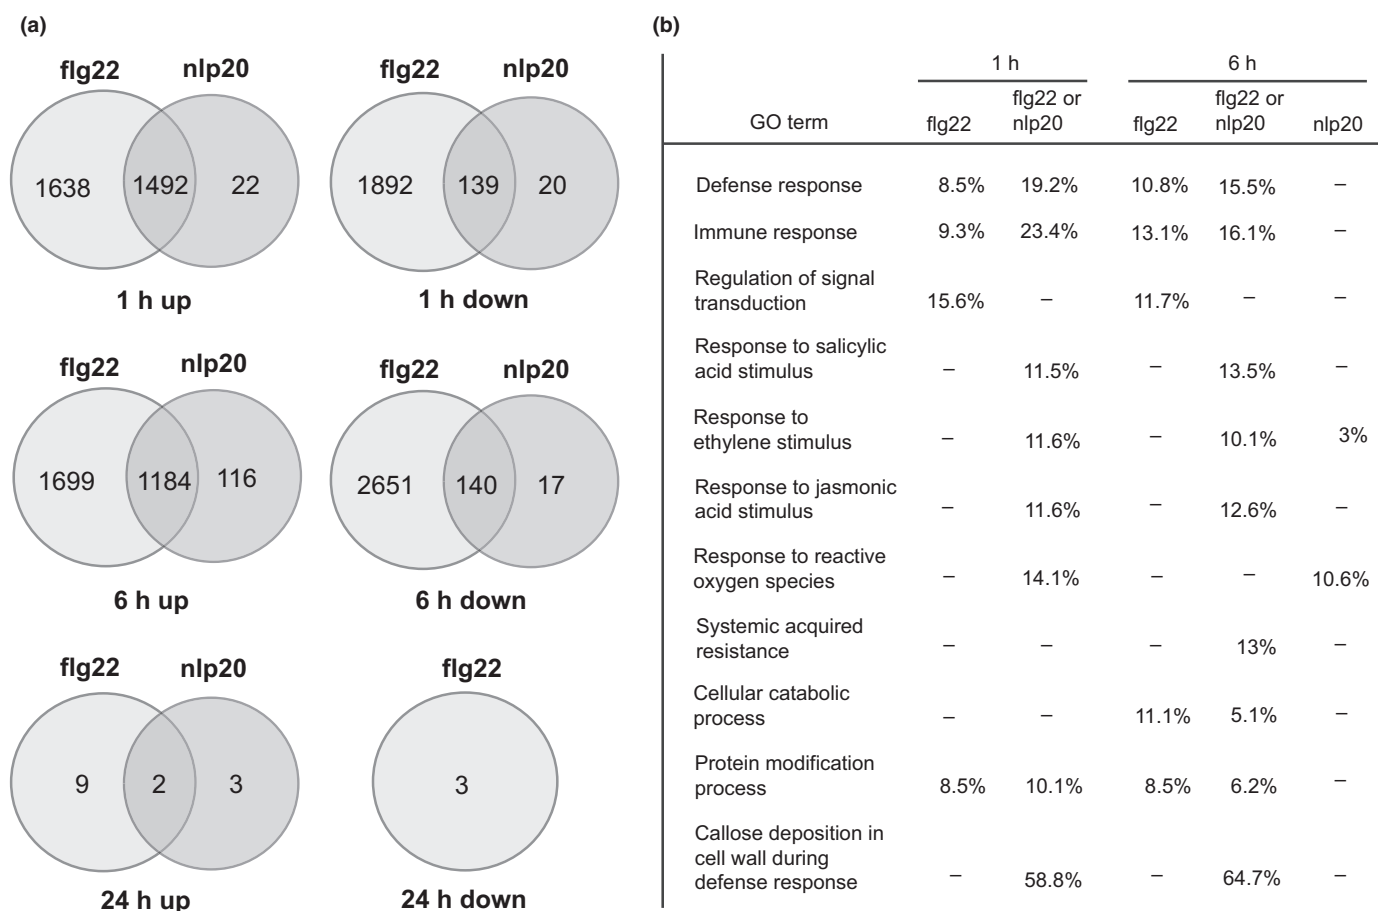 (a)
flg22 nlp20
1638 1492 22
1 h up
flg22 nlp20
1892 139 20
1 h down
flg22 nlp20
1699 1184 116
6 h up
flg22 nlp20
2651 140 17
6 h down
flg22 nlp20
9 2 3
24 h up
flg22
3
24 h down
(b)
1 h 6 h
flg22 or flg22 or
GO term flg22 nlp20 flg22 nlp20 nlp20
Defense response 8.5% 19.2% 10.8% 15.5% –
Immune response 9.3% 23.4% 13.1% 16.1% –
Regulation of signal
transduction 15.6% – 11.7% – –
Response to salicylic
acid stimulus – 11.5% – 13.5% –
Response to
ethylene stimulus – 11.6% – 10.1% 3%
Response to jasmonic
acid stimulus – 11.6% – 12.6% –
Response to reactive
oxygen species – 14.1% – – 10.6%
Systemic acquired
resistance – – – 13% –
Cellular catabolic
process – – 11.1% 5.1% –
Protein modification
process 8.5% 10.1% 8.5% 6.2% –
Callose deposition in
cell wall during
defense response – 58.8% – 64.7% –